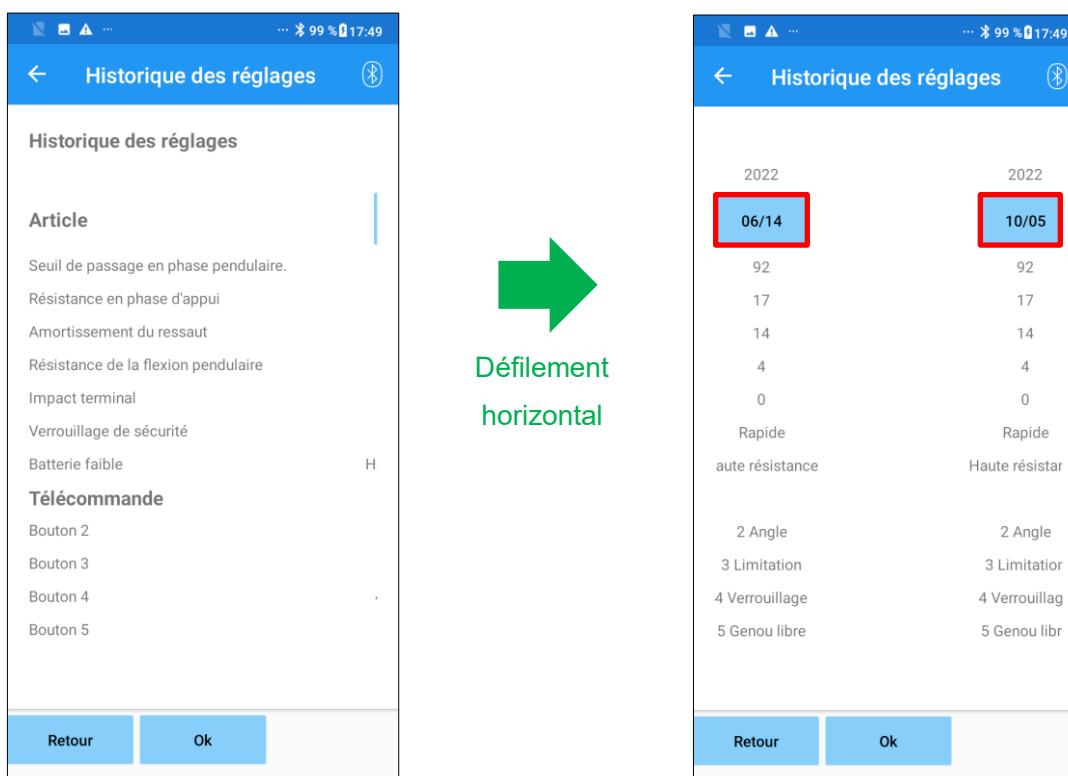 ... ... 99 % 17:49
Historique des réglages
Historique des réglages
Article
Seuil de passage en phase pendulaire.
Résistance en phase d'appui
Amortissement du ressaut
Résistance de la flexion pendulaire
Impact terminal
Verrouillage de sécurité
Batterie faible H
Télécommande
Bouton 2
Bouton 3
Bouton 4
Bouton 5
Retour Ok
Défilement
horizontal
... ... 99 % 17:49
Historique des réglages
2022 2022
06/14 10/05
92 92
17 17
14 14
4 4
0 0
Rapide Rapide
aute résistance Haute résistar
2 Angle 2 Angle
3 Limitation 3 Limitatior
4 Verrouillage 4 Verrouillag
5 Genou libre 5 Genou libr
Retour Ok